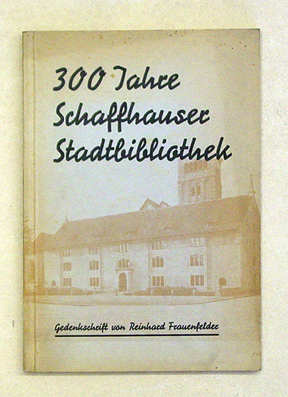 300 Jahre
Schaffhauser
Stadtbibliothek
Gedenkschrift von Reinhard Frauenfelder